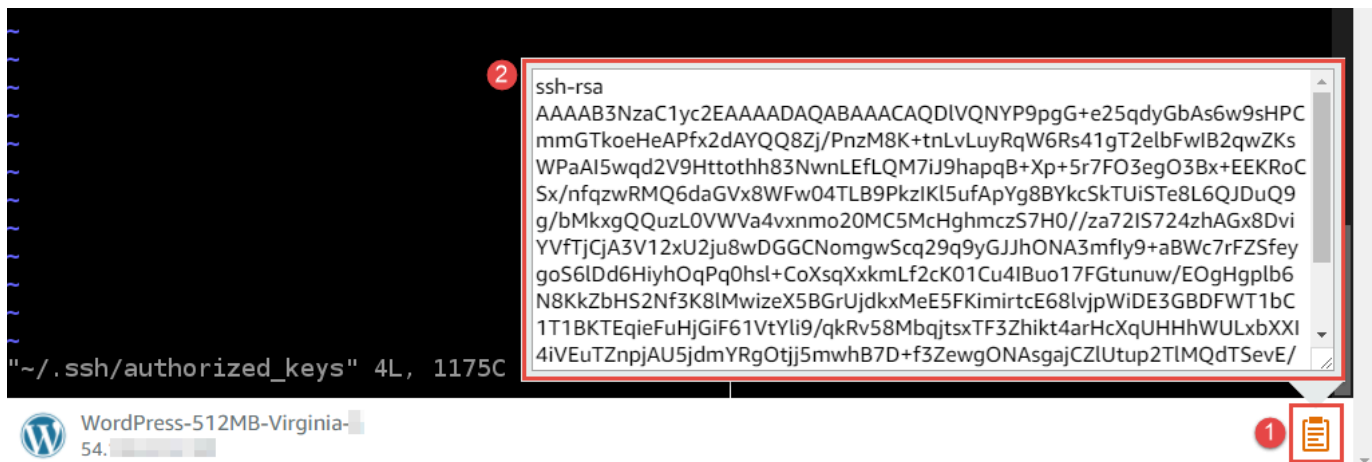 ~
~
~
~
~
~
~
~
~
~
~
~
2
ssh-rsa
AAAAB3NzaC1yc2EAAAADAQABAAACAQDlVQNYP9pgG+e25qdyGbAs6w9sHPC
mmGTkoeHeAPfx2dAYQQ8Zj/PnzM8K+tnLvLuyRqW6Rs41gT2elbFwIB2qwZKs
WPaAI5wqd2V9Httothh83NwnLEfLQM7iJ9hapqB+Xp+5r7FO3egO3Bx+EEKRoC
Sx/nfqzwRMQ6daGVx8WFw04TLB9PkzIKl5ufApYg8BYkcSkTUiSTe8L6QJDuQ9
g/bMkxgQQuzL0VWVa4vxnmo20MC5McHghmczS7H0//za72IS724zhAGx8Dvi
YVfTjCjA3V12xU2ju8wDGGCNomgwScq29q9yGJJhONA3mfIy9+aBWc7rFZSfey
goS6lDd6HiyhOqPq0hsl+CoXsqXxkmLf2cK01Cu4IBuo17FGtunuw/EOgHgplb6
N8KkZbHS2Nf3K8lMwizeX5BGrUjdkxMeE5FKimirtcE68lvjpWiDE3GBDFWT1bC
1T1BKTEqieFuHjGiF61VtYli9/qkRv58MbqjtsxTF3Zhikt4arHcXqUHHhWULxbXXI
4iVEuTZnpjAU5jdmYRgOtjj5mwhB7D+f3ZewgONAsgajCZlUtup2TlMQdTSevE/
"~/.ssh/authorized_keys" 4L, 1175C
WordPress-512MB-Virginia-
54.
1